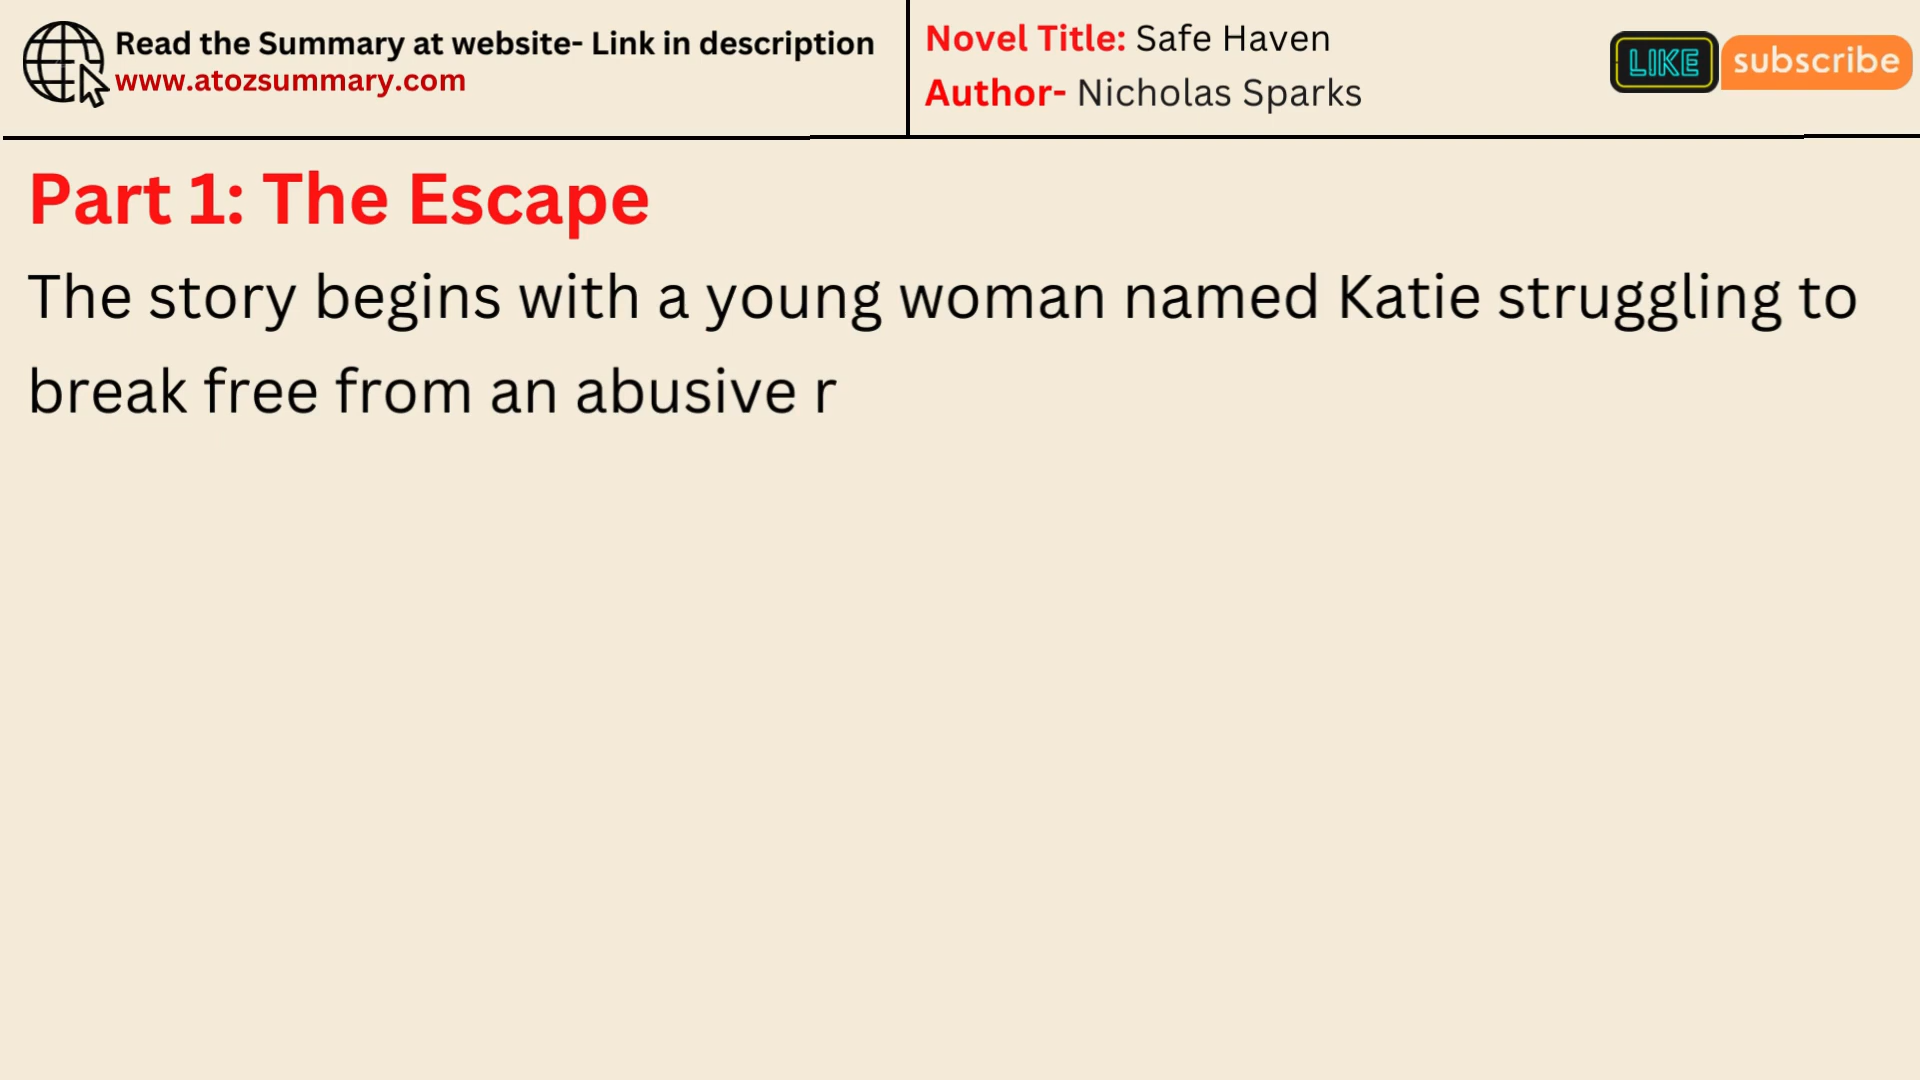 Read the Summary at website- Link in description
www.atozsummary.com
Novel Title: Safe Haven
Author- Nicholas Sparks
LIKE
subscribe
Part 1: The Escape
The story begins with a young woman named Katie struggling to
break free from an abusive r